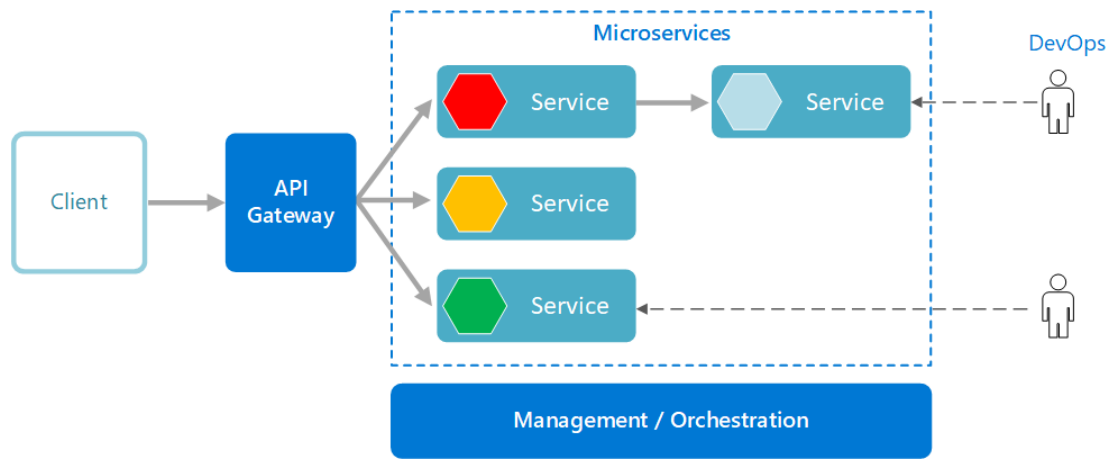 Microservices
DevOps
Service
Service
Client
API
Gateway
Service
Service
Management / Orchestration